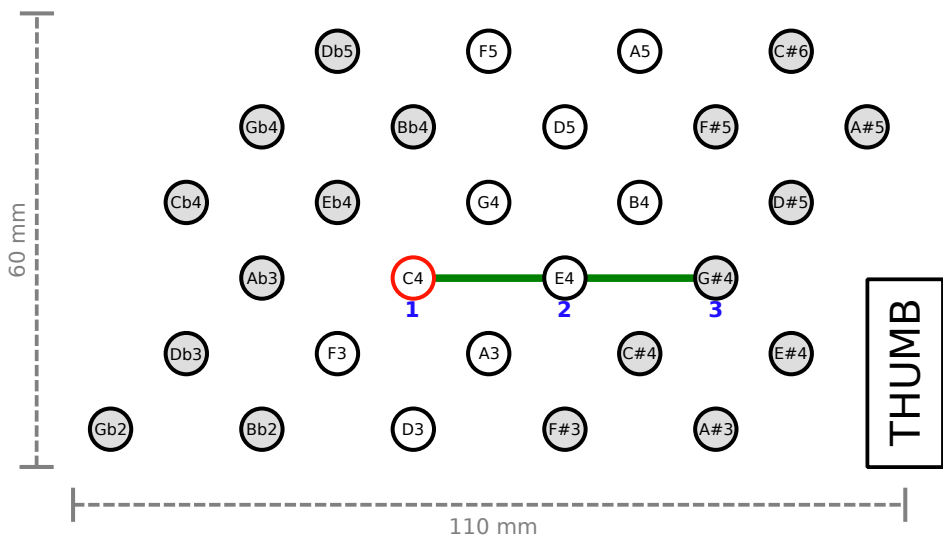 Db5 F5 A5 C#6
Gb4 Bb4 D5 F#5 A#5
Cb4 Eb4 G4 B4 D#5
60 mm
Ab3 C4 E4 G#4
1 2 3
Db3 F3 A3 C#4 E#4
THUMB
Gb2 Bb2 D3 F#3 A#3
110 mm